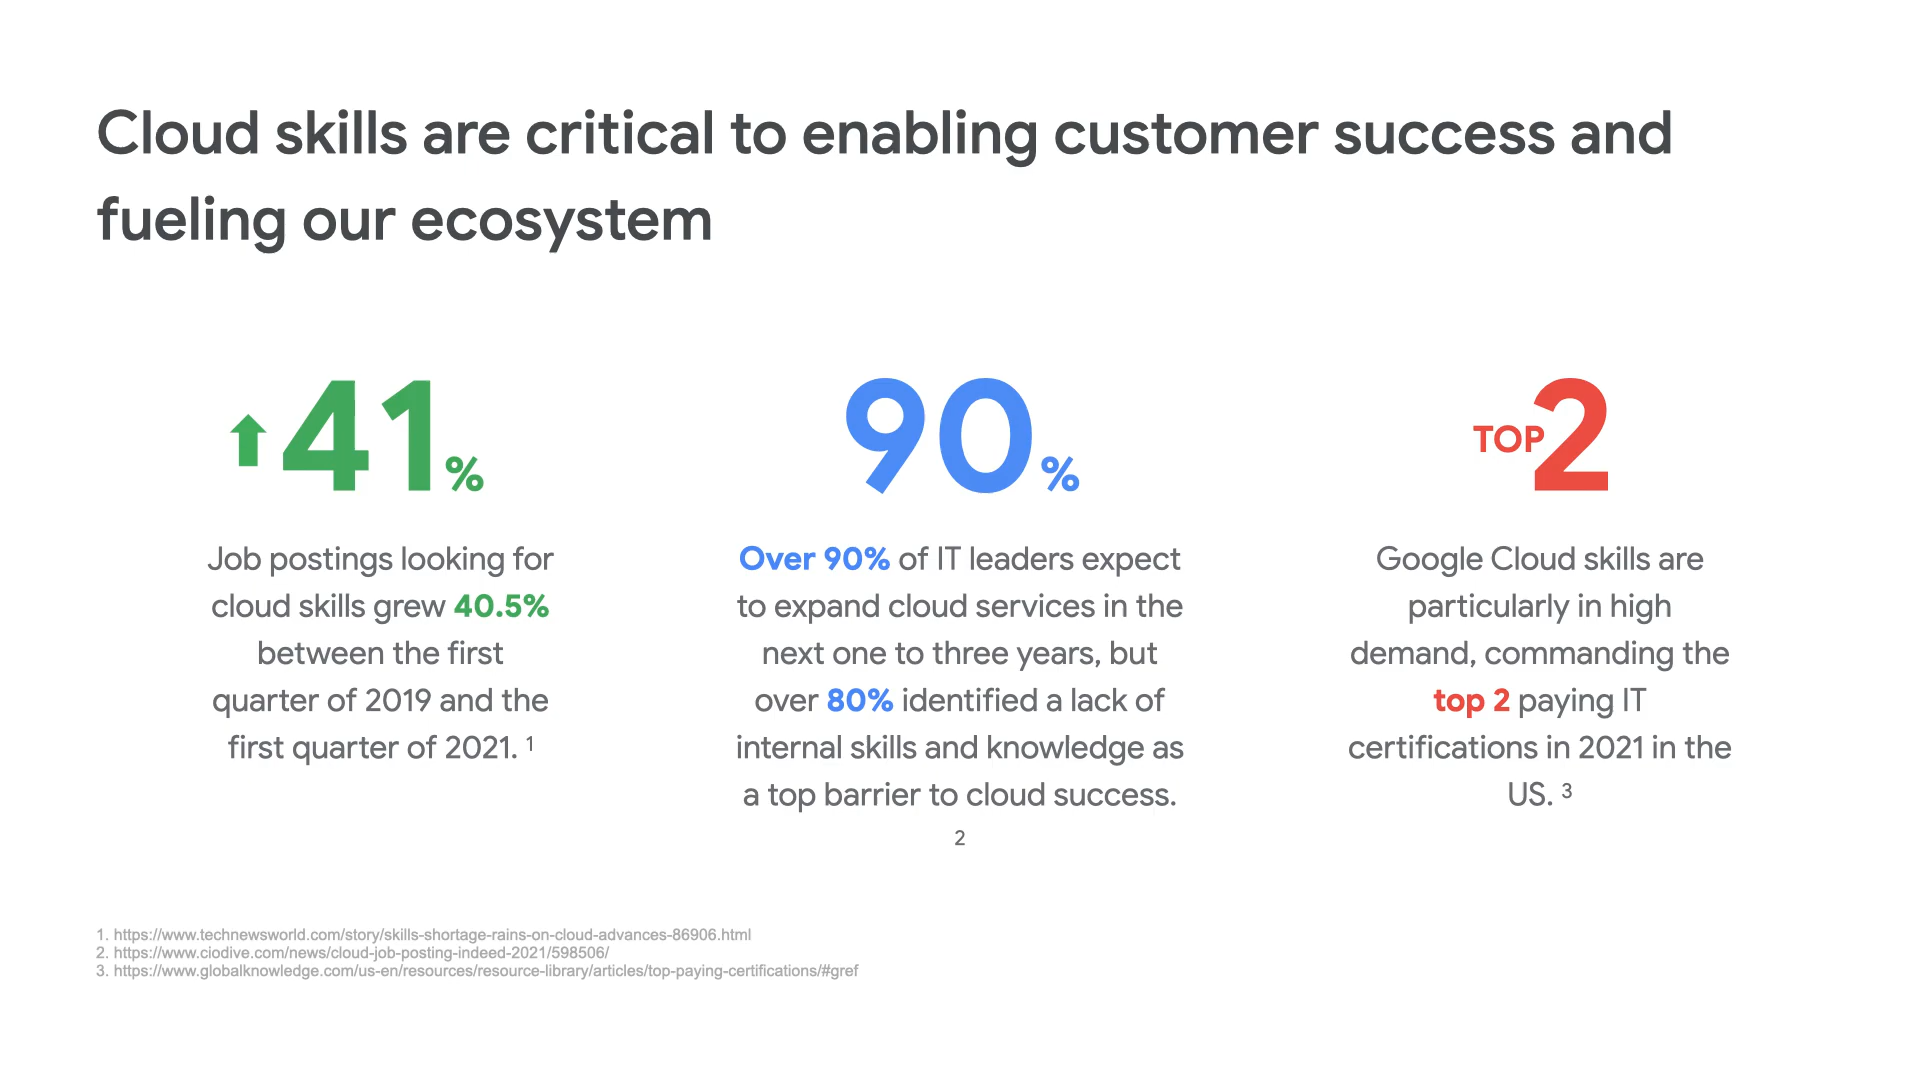 Cloud skills are critical to enabling customer success and
fueling our ecosystem
41%
Job postings looking for
cloud skills grew 40.5%
between the first
quarter of 2019 and the
first quarter of 2021. 1
90%
Over 90% of IT leaders expect
to expand cloud services in the
next one to three years, but
over 80% identified a lack of
internal skills and knowledge as
a top barrier to cloud success.
2
TOP2
Google Cloud skills are
particularly in high
demand, commanding the
top 2 paying IT
certifications in 2021 in the
US. 3
1. https://www.technewsworld.com/story/skills-shortage-rains-on-cloud-advances-86906.html
2. https://www.ciodive.com/news/cloud-job-posting-indeed-2021/598506/
3. https://www.globalknowledge.com/us-en/resources/resource-library/articles/top-paying-certifications/#gref